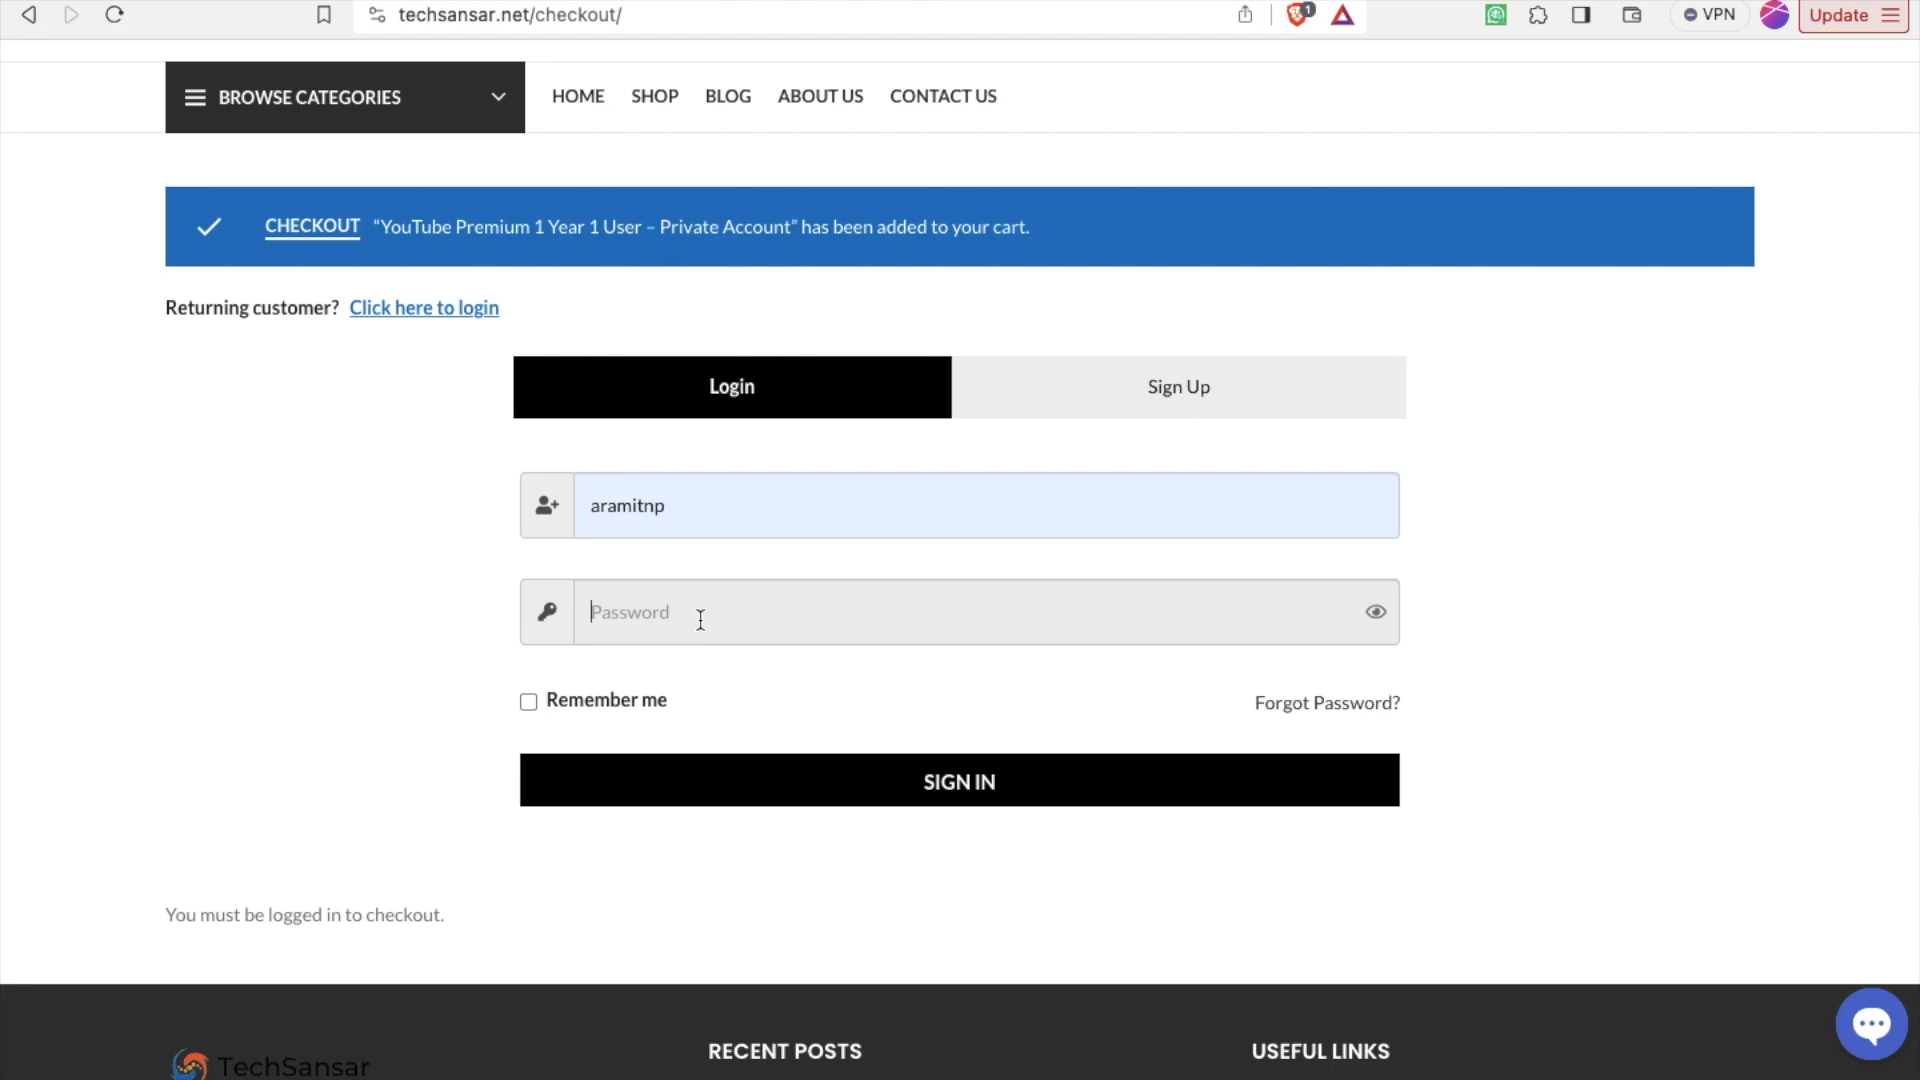 techsansar.net/checkout/
1
VPN
Update
BROWSE CATEGORIES
HOME
SHOP
BLOG
ABOUT US
CONTACT US
CHECKOUT “YouTube Premium 1 Year 1 User – Private Account” has been added to your cart.
Returning customer? Click here to login
Login
Sign Up
aramitnp
Password
Remember me
Forgot Password?
SIGN IN
You must be logged in to checkout.
TechSansar
RECENT POSTS
USEFUL LINKS